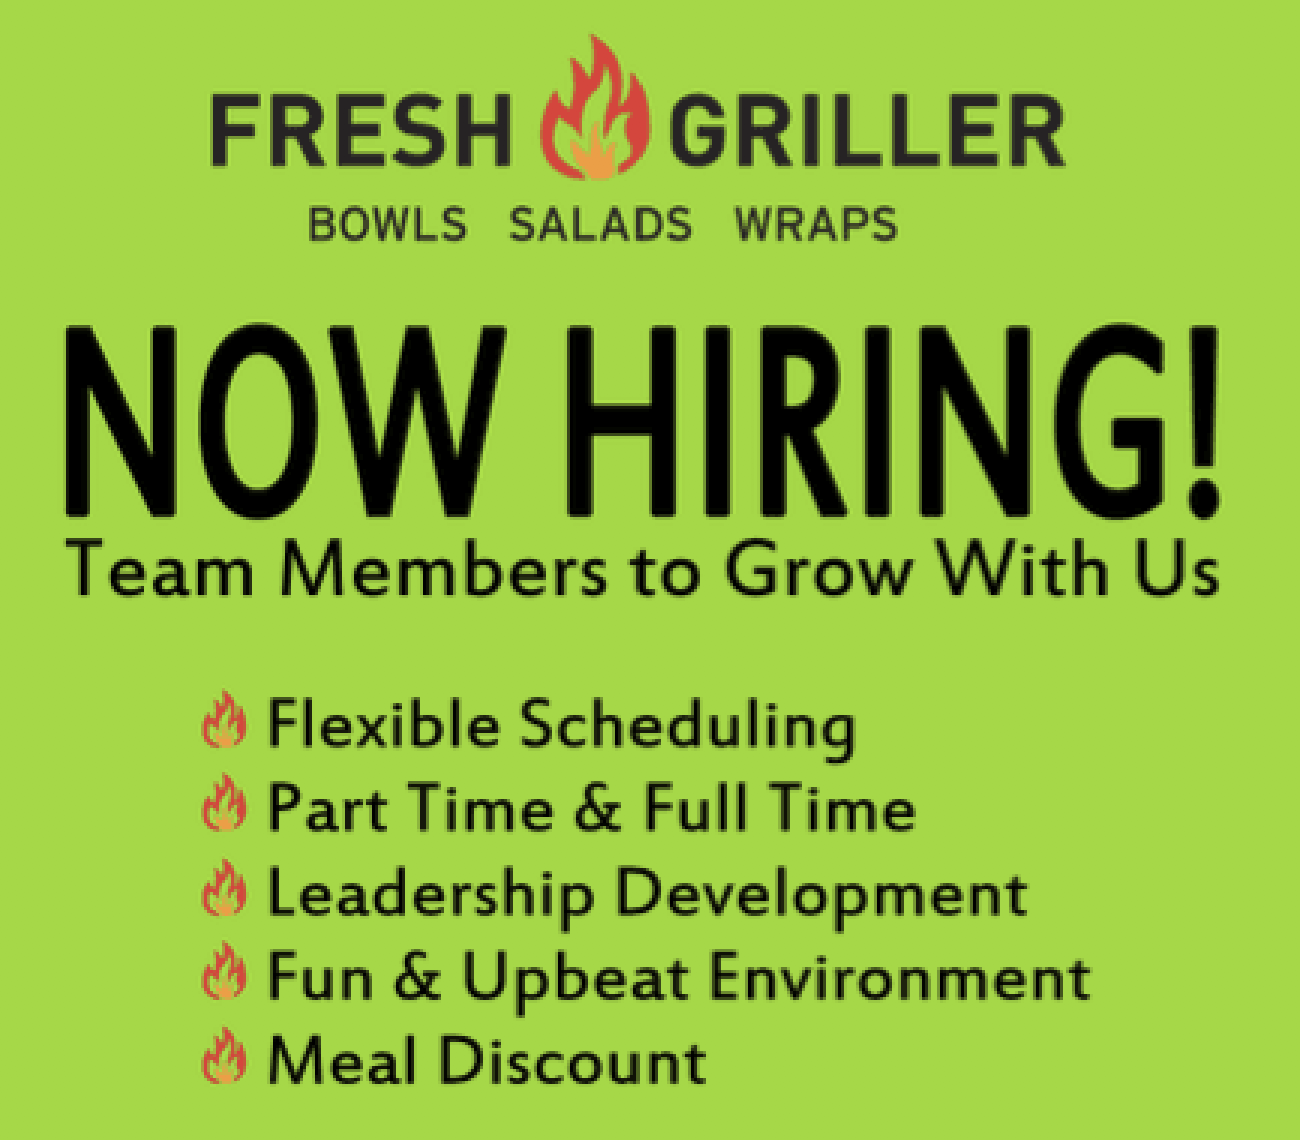 FRESH GRILLER
BOWLS SALADS WRAPS
NOW HIRING!
Team Members to Grow With Us
Flexible Scheduling
Part Time & Full Time
Leadership Development
Fun & Upbeat Environment
Meal Discount